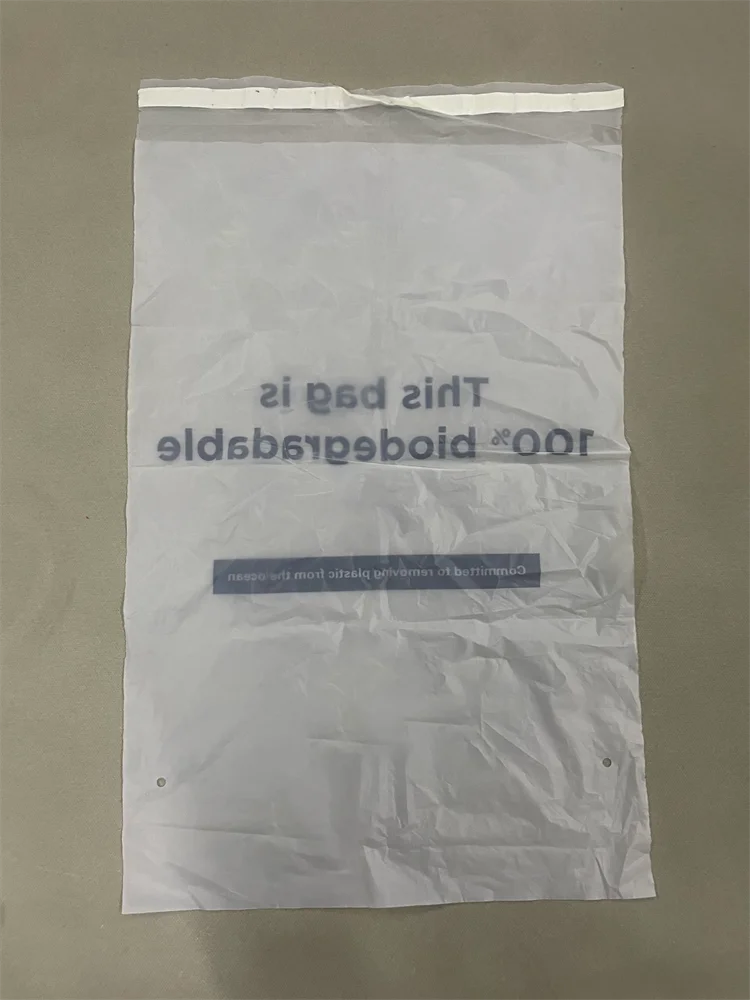 This bag is
100% biodegradable
Committed to removing plastic from the ocean